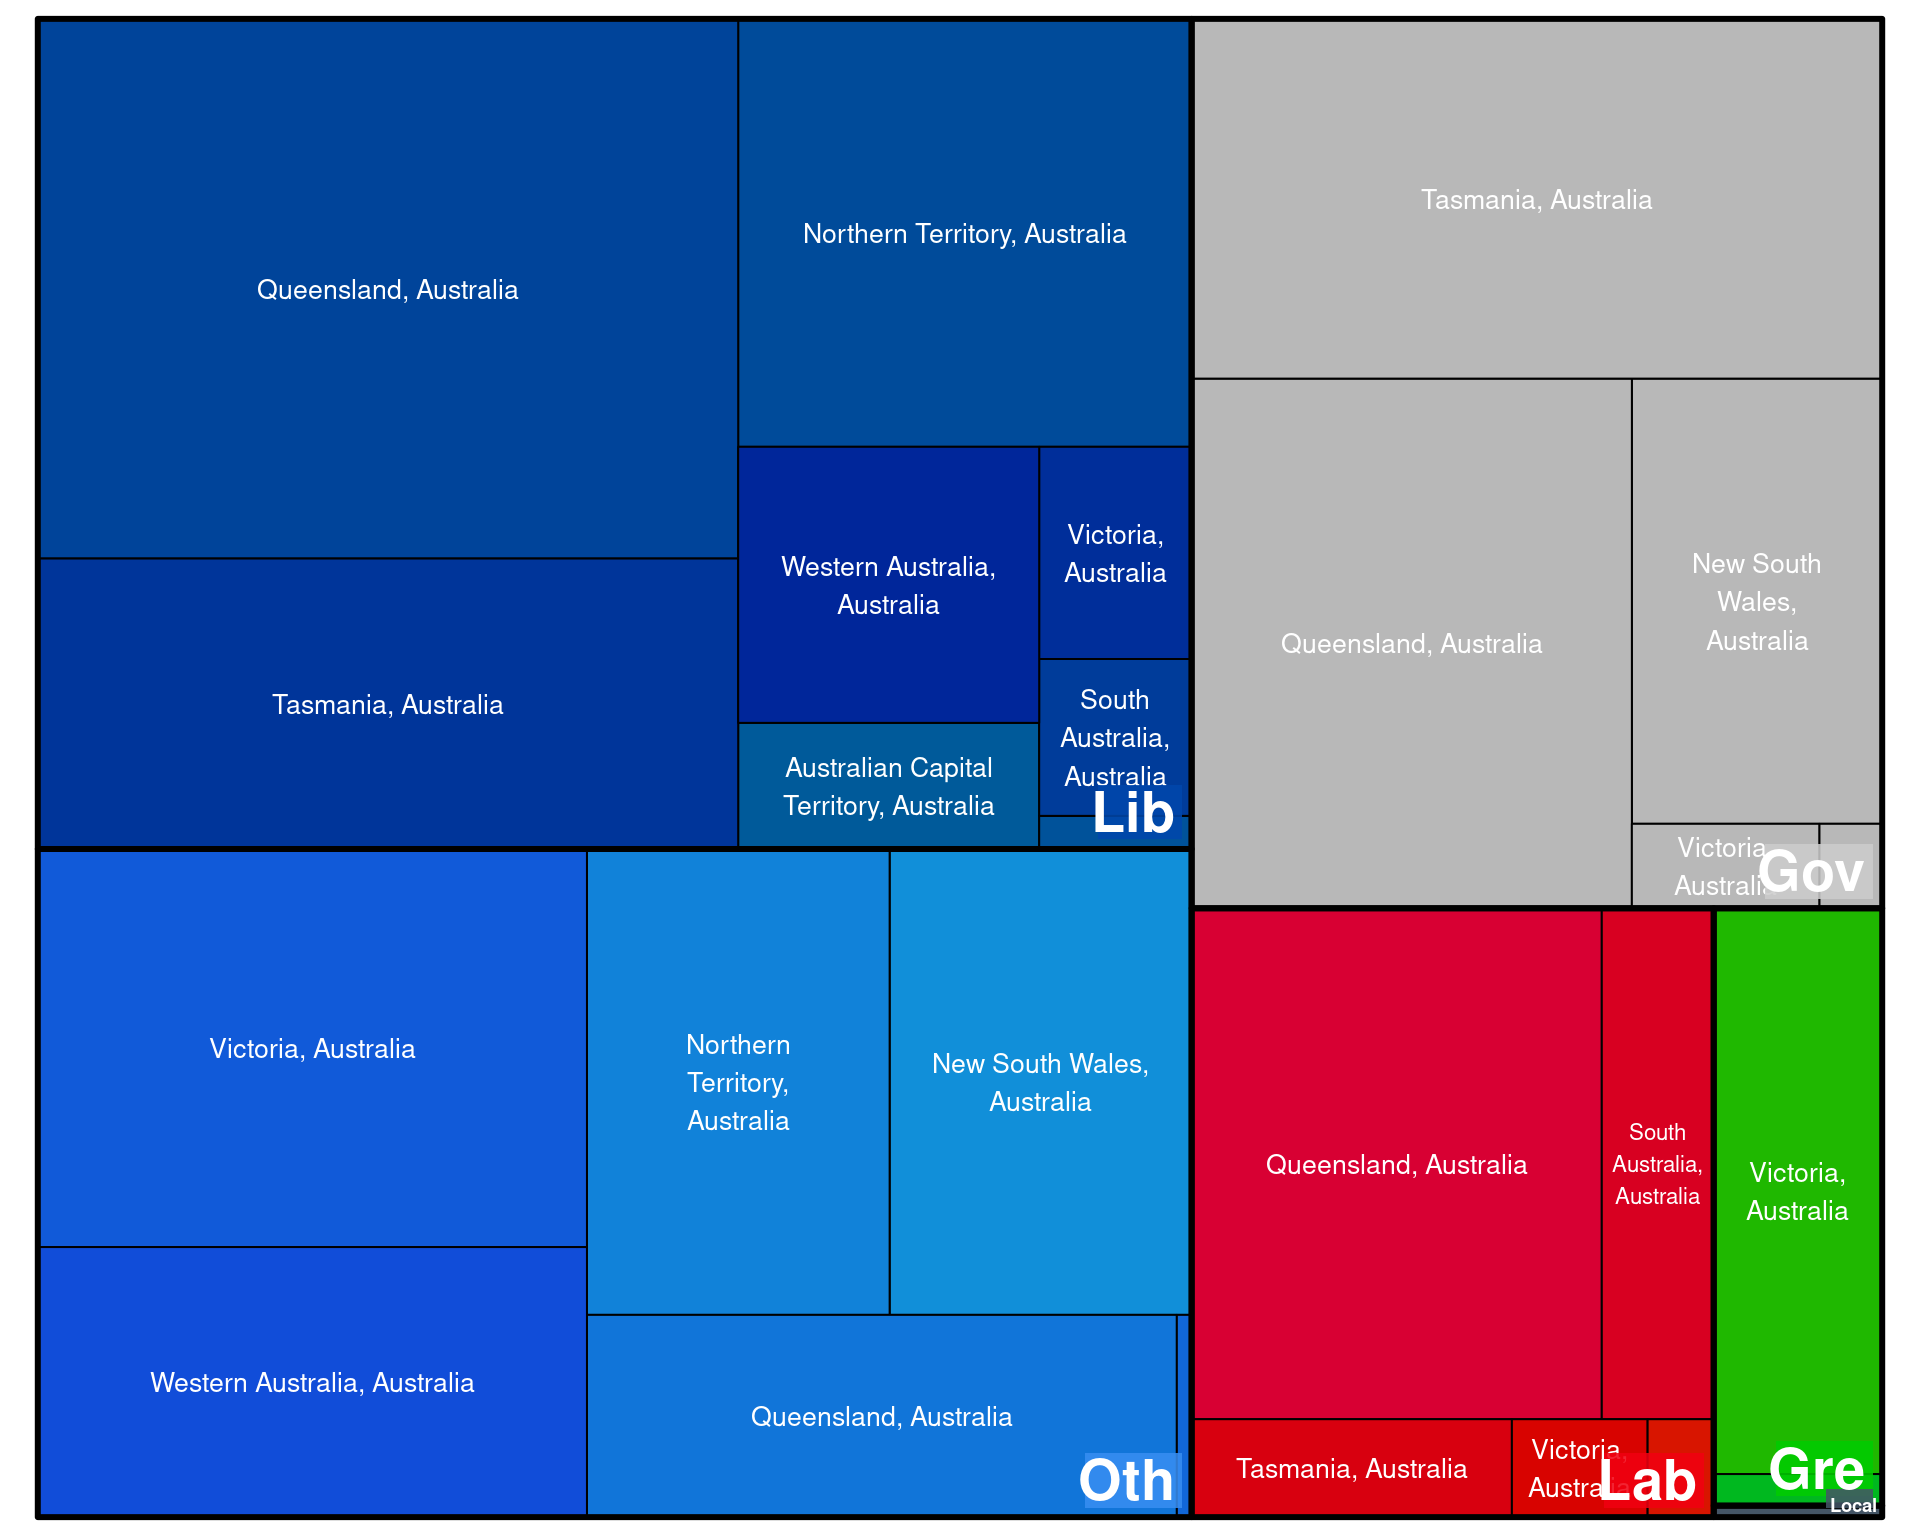 Queensland, Australia
Tasmania, Australia
Northern Territory, Australia
Western Australia,
Australia
Australian Capital
Territory, Australia
Victoria,
Australia
South
Australia,
Australia
Lib
Tasmania, Australia
Queensland, Australia
New South
Wales,
Australia
Victoria,
Australia
Gov
Victoria, Australia
Western Australia, Australia
Northern
Territory,
Australia
New South Wales,
Australia
Queensland, Australia
Oth
Queensland, Australia
South
Australia,
Australia
Tasmania, Australia
Victoria,
Australia
Lab
Victoria,
Australia
Gre
Local